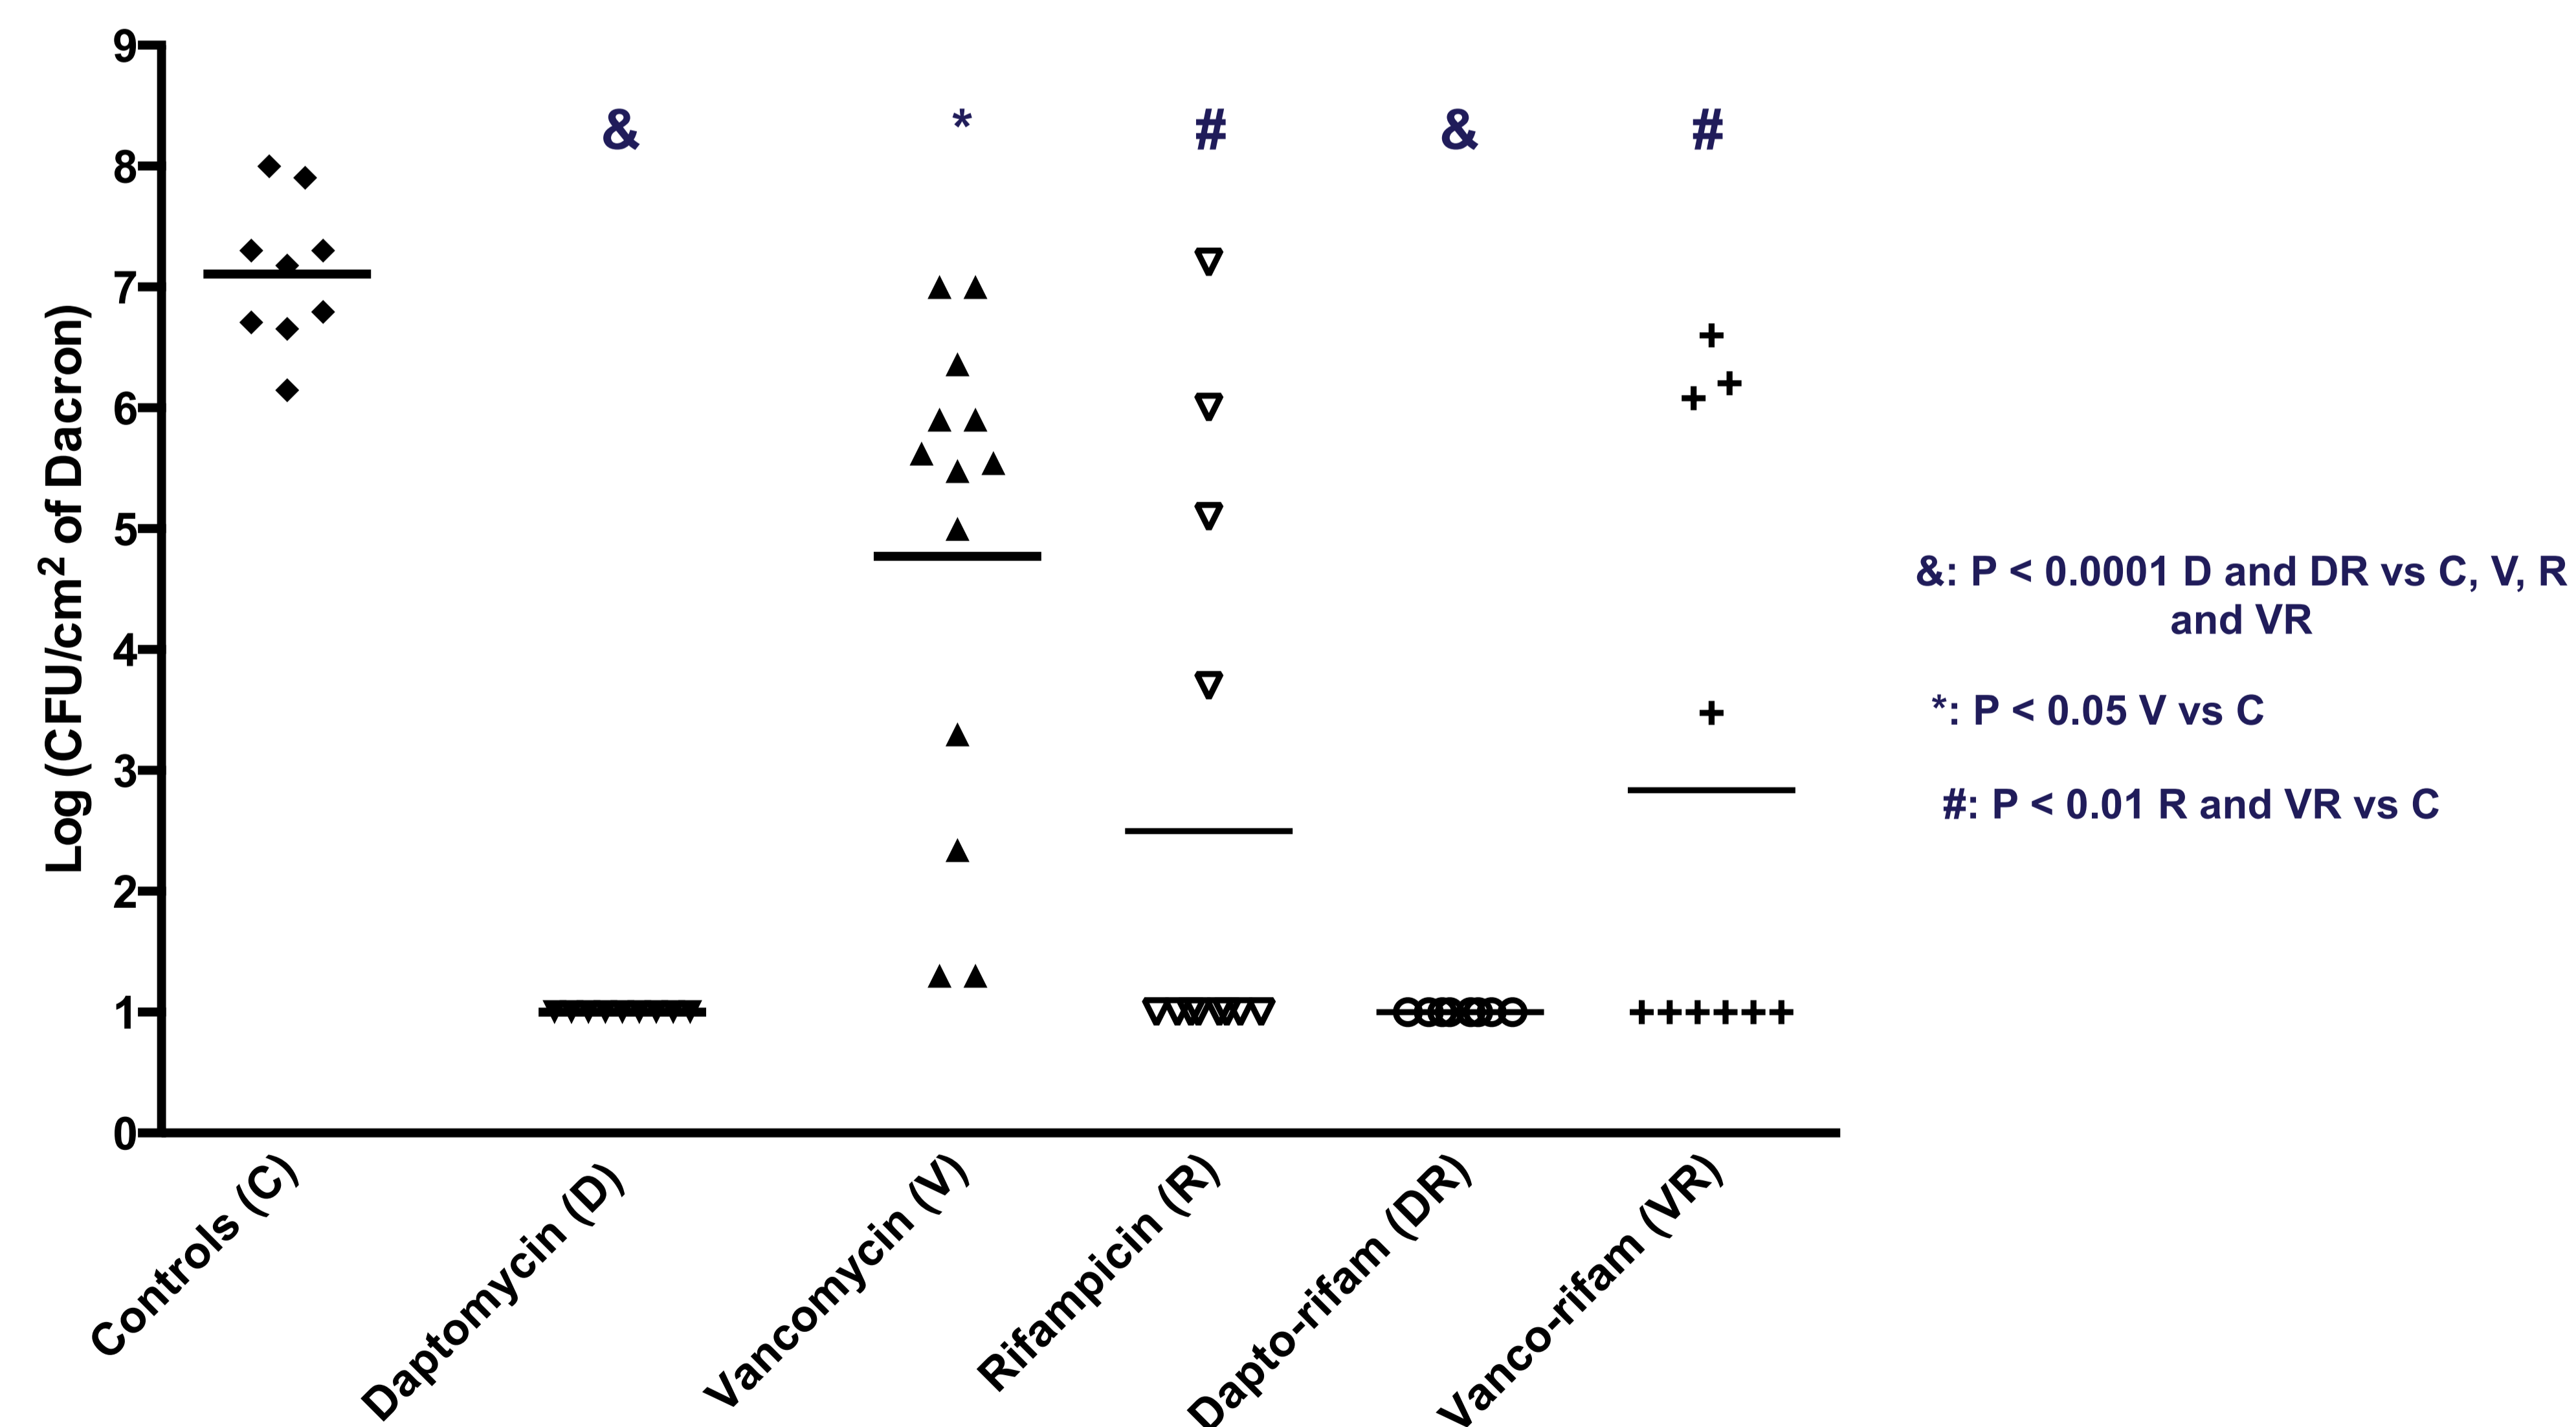 Log (CFU/cm² of Dacron)
9
8
7
6
5
4
3
2
1
0
& * # & #
Controls (C)
Daptomycin (D)
Vancomycin (V)
Rifampicin (R)
Dapto-rifam (DR)
Vanco-rifam (VR)
&: P < 0.0001 D and DR vs C, V, R
and VR
*: P < 0.05 V vs C
#: P < 0.01 R and VR vs C